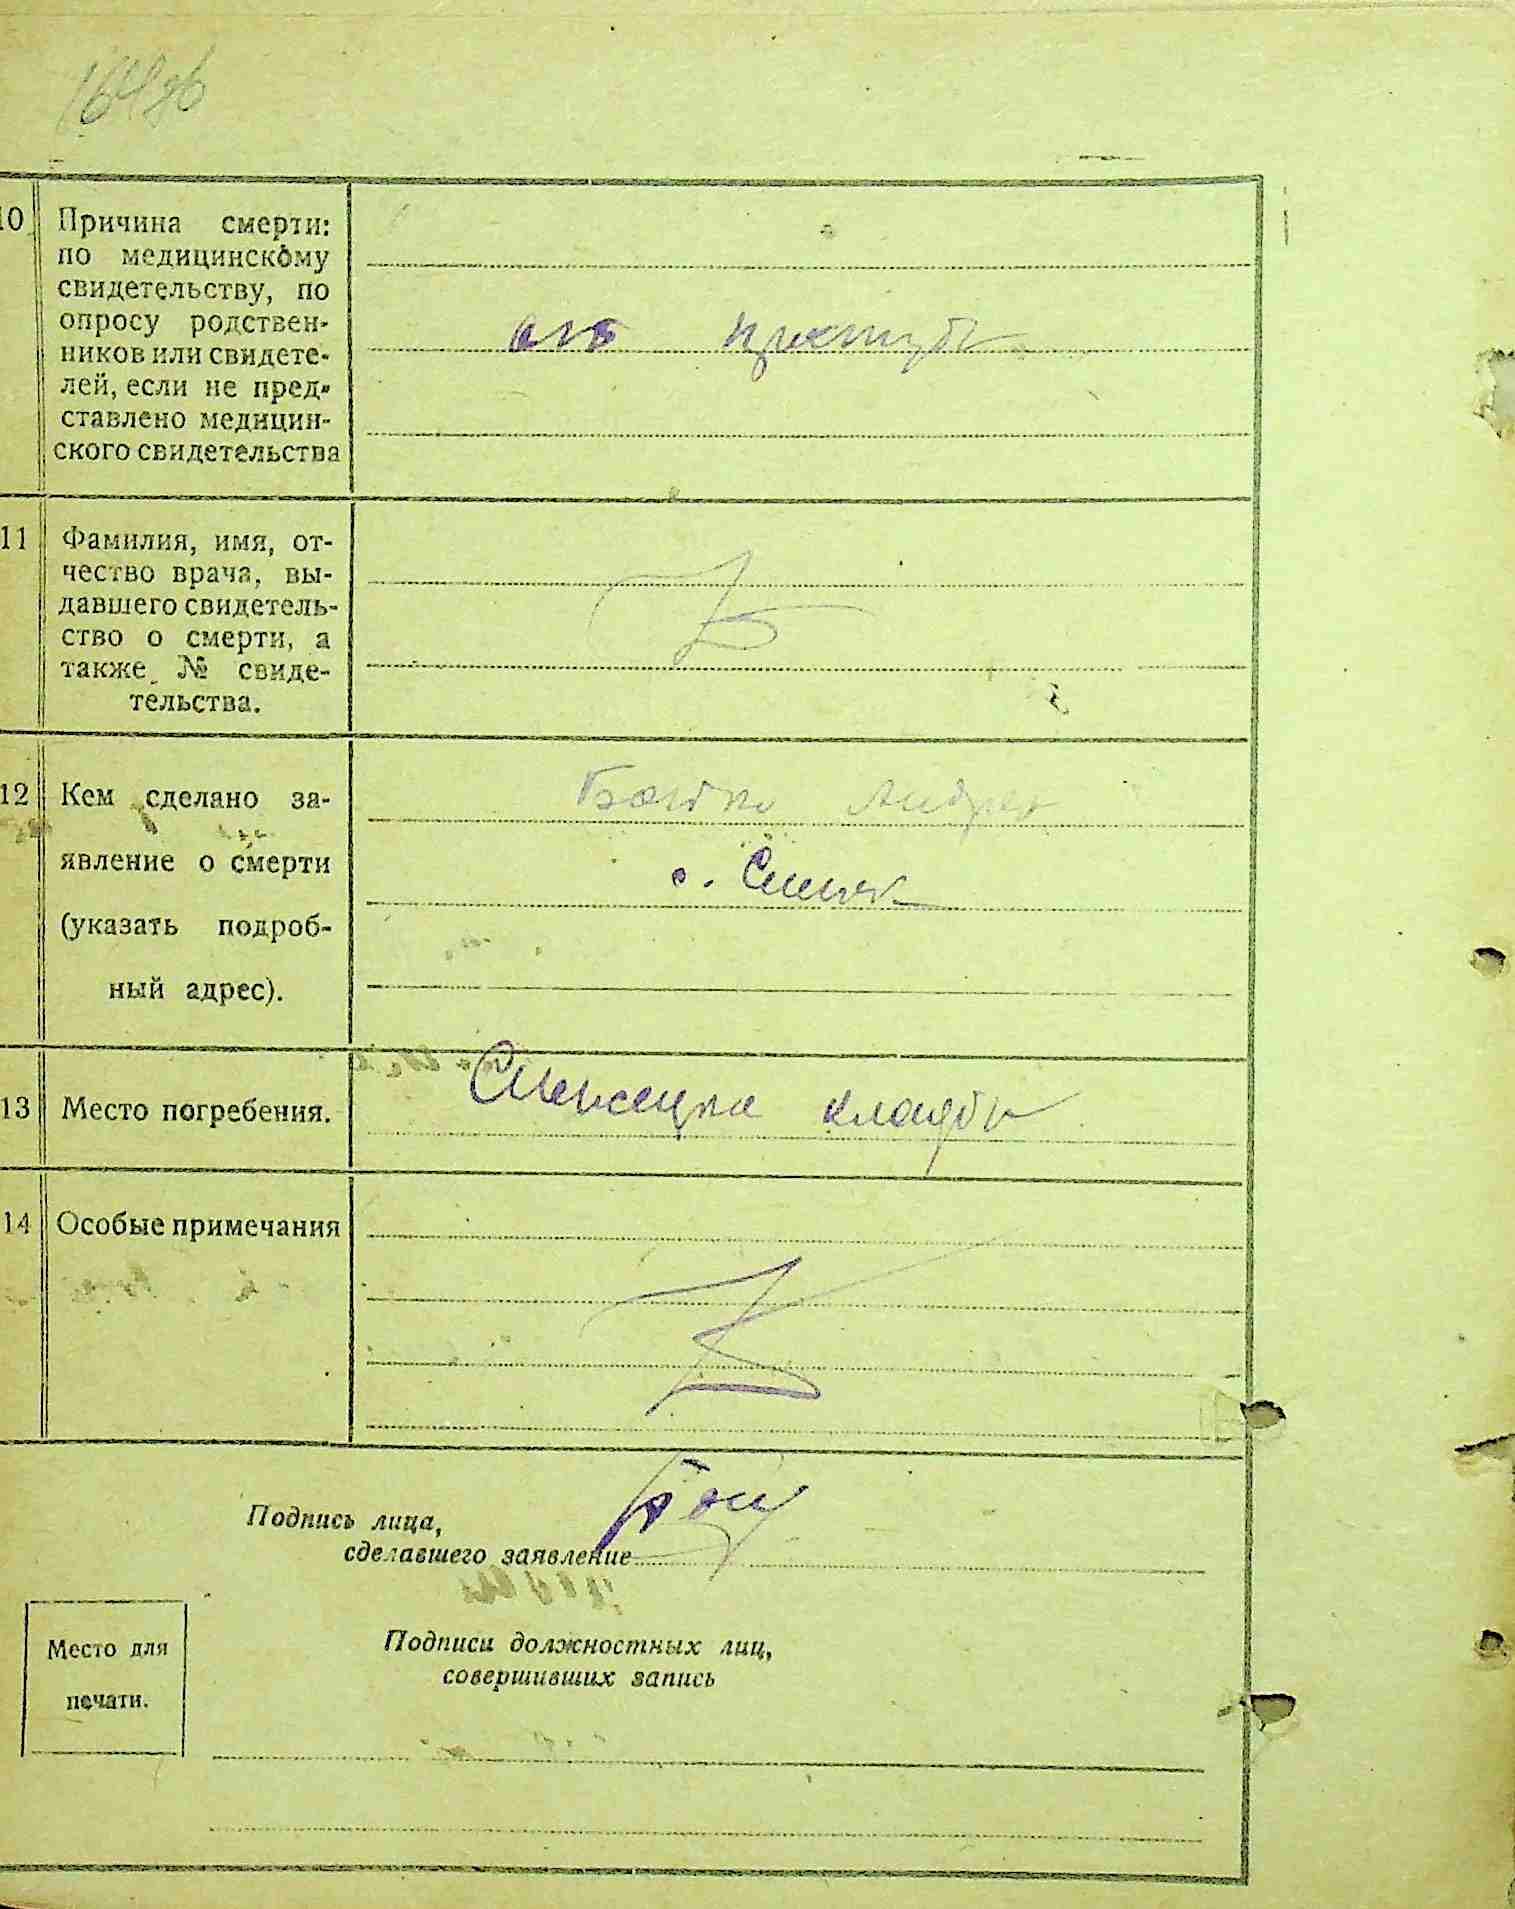 10 Причина смерти:
по медицинскому
свидетельству, по
опросу родствен-
ников или свидете-
лей, если не пред-
ставлено медицин-
ского свидетельства
от простуды
11 Фамилия, имя, от-
чество врача, вы-
давшего свидетель-
ство о смерти, а
также № свиде-
тельства.
12 Кем сделано за-
явление о смерти
(указать подроб-
ный адрес).
Андрей
с.
13 Место погребения.
14 Особые примечания
Подпись лица,
сделавшего заявление
Место для
печати.
Подписи должностных лиц,
совершивших запись